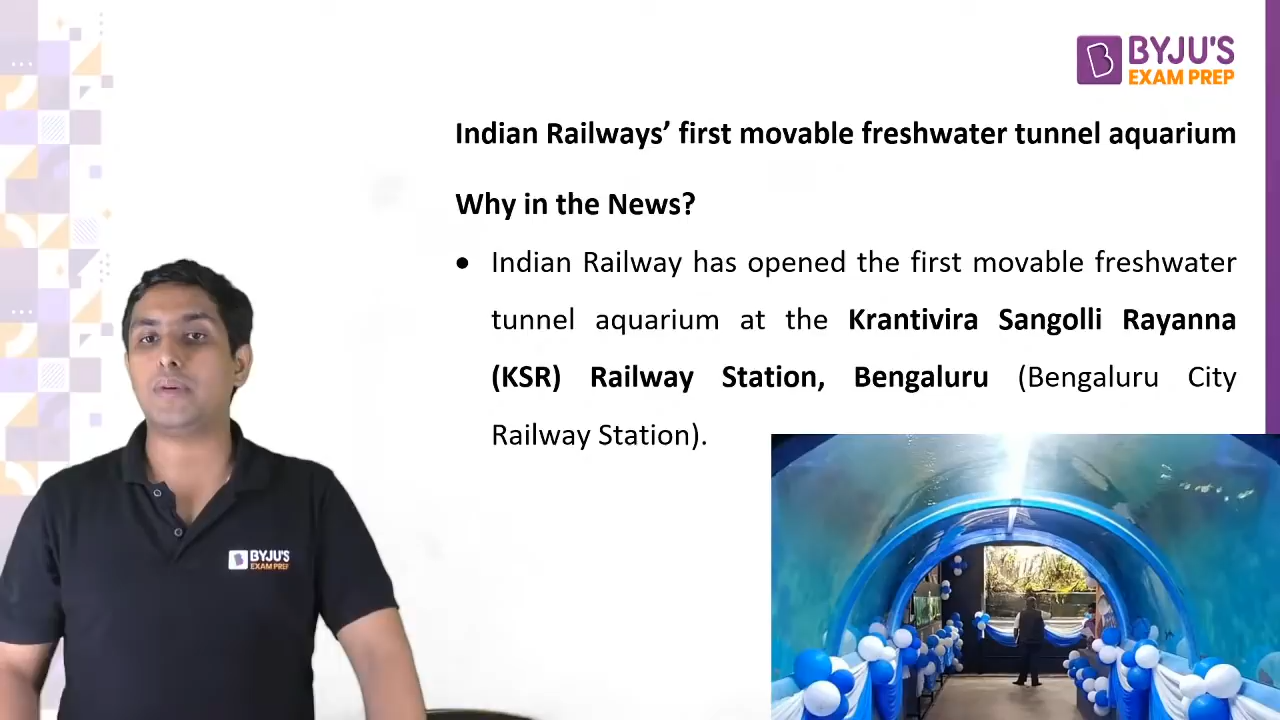 BYJU'S
EXAM PREP
Indian Railways’ first movable freshwater tunnel aquarium
Why in the News?
• Indian Railway has opened the first movable freshwater
tunnel aquarium at the Krantivira Sangolli Rayanna
(KSR) Railway Station, Bengaluru (Bengaluru City
Railway Station).
BYJU'S
EXAM PREP